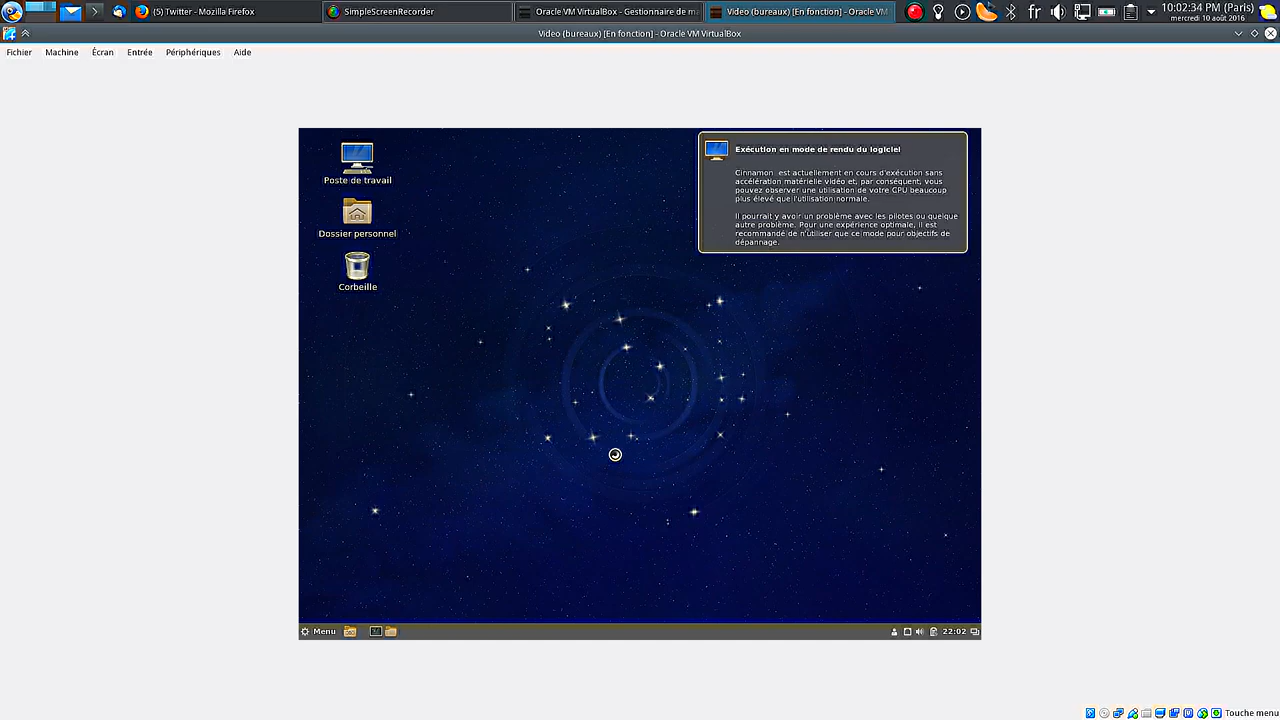 (5) Twitter - Mozilla Firefox
SimpleScreenRecorder
Oracle VM VirtualBox - Gestionnaire de m
Video (bureaux) [En fonction] - Oracle VM
fr
10:02:34 PM (Paris)
mercredi 10 août 2016
Video (bureaux) [En fonction] - Oracle VM VirtualBox
Fichier Machine Écran Entrée Périphériques Aide
Poste de travail
Dossier personnel
Corbeille
Exécution en mode de rendu du logiciel
Cinnamon est actuellement en cours d'exécution sans
accélération matérielle vidéo et, par conséquent, vous
pouvez observer une utilisation de votre CPU beaucoup
plus élevé que l'utilisation normale.
Il pourrait y avoir un problème avec les pilotes ou quelque
autre problème. Pour une expérience optimale, il est
recommandé de n'utiliser que ce mode pour objectifs de
dépannage.
Menu
22:02
Touche menu